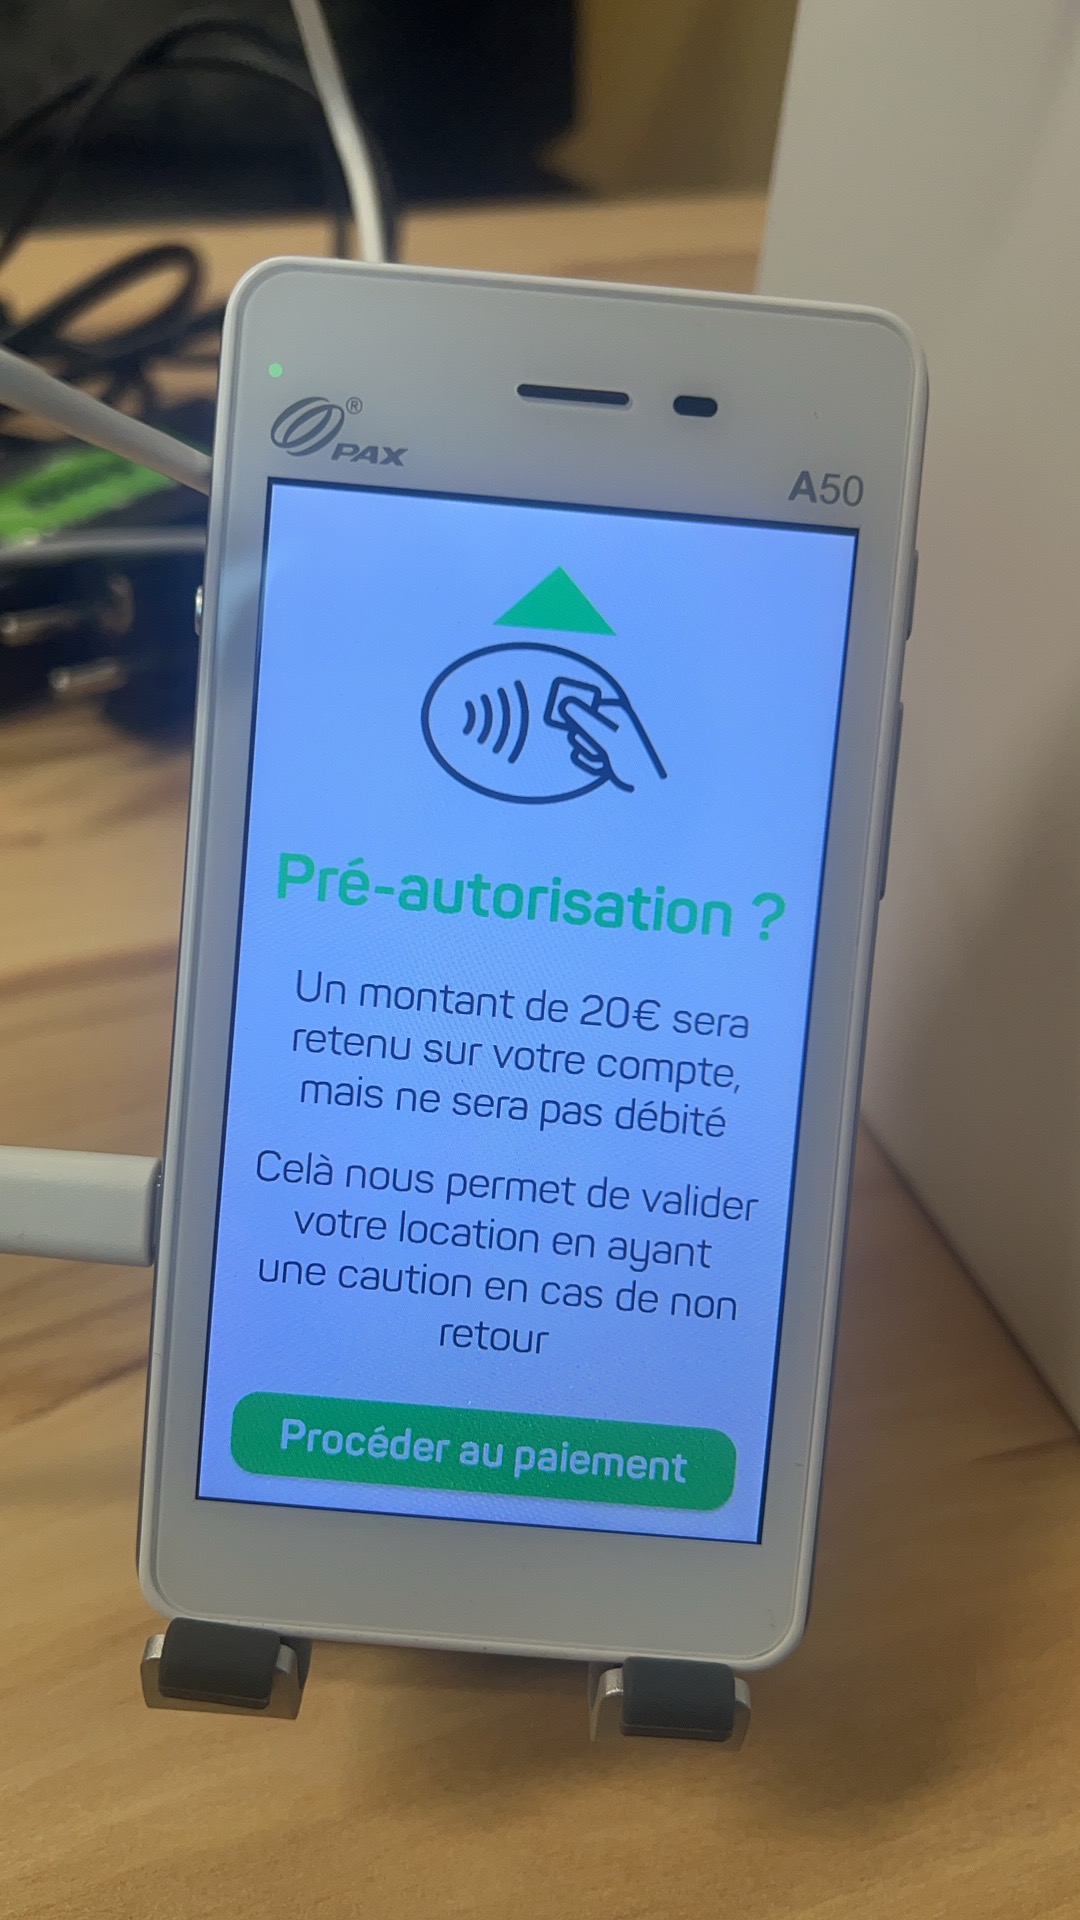 ®
PAX
A50
Pré-autorisation ?
Un montant de 20€ sera
retenu sur votre compte,
mais ne sera pas débité
Celà nous permet de valider
votre location en ayant
une caution en cas de non
retour
Procéder au paiement